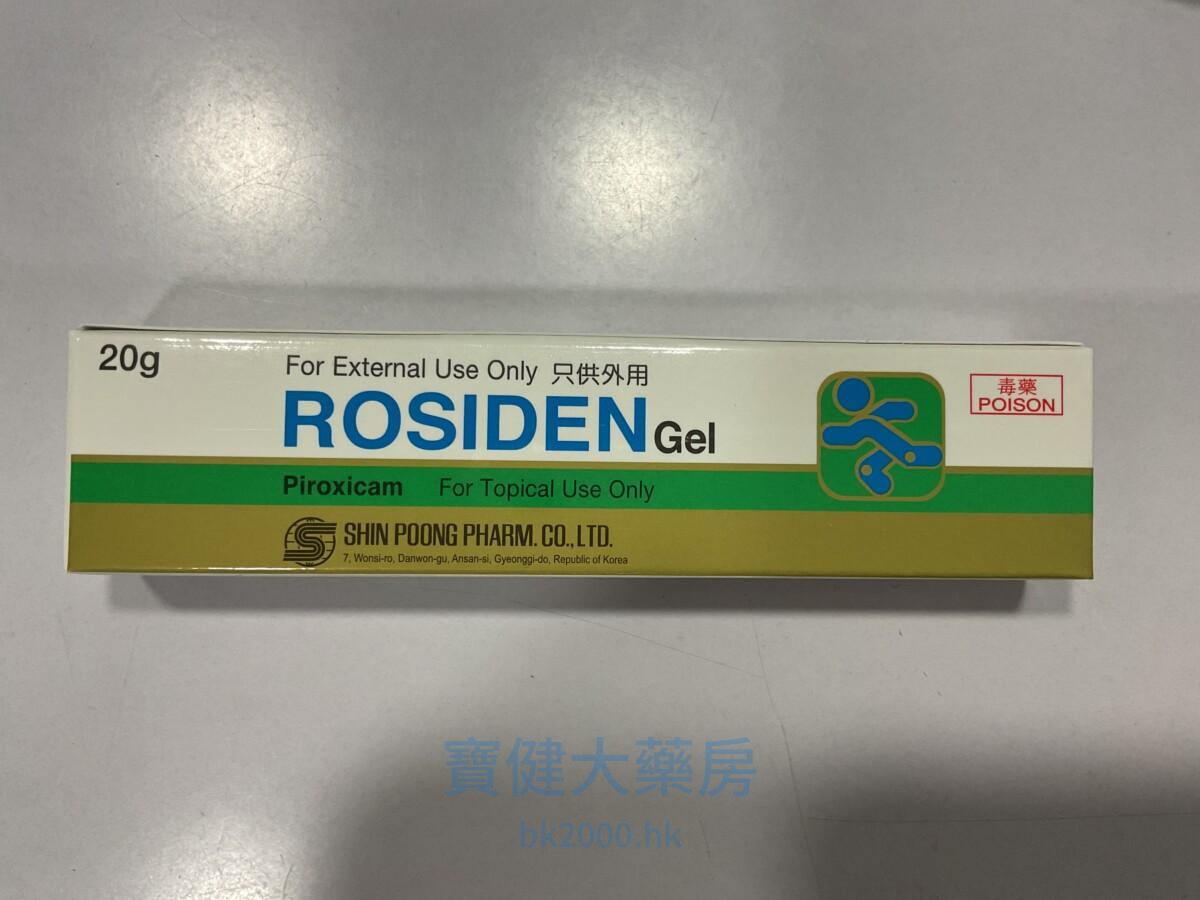 20g
For External Use Only 只供外用
ROSIDEN Gel
毒藥
POISON
Piroxicam For Topical Use Only
SHIN POONG PHARM. CO., LTD.
7, Wonsi-ro, Danwon-gu, Ansan-si, Gyeonggi-do, Republic of Korea
寶健大藥房
bk2000.hk